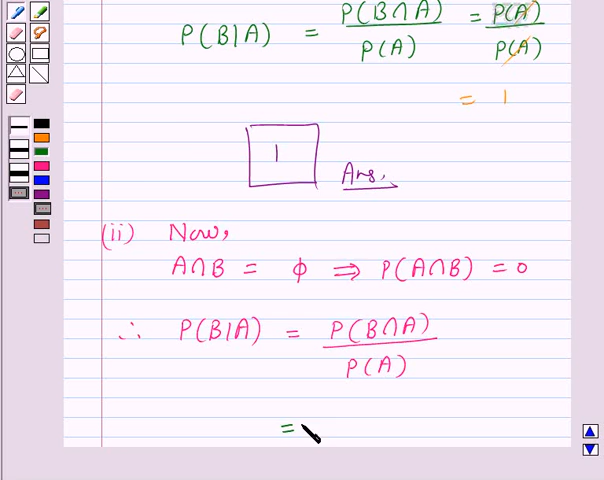 P(B|A) = P(B∩A)/P(A) = P(A)/P(A)
= 1
1 Ans.
(ii) Now,
A∩B = ϕ ⇒ P(A∩B) = 0
∴ P(B|A) = P(B∩A)/P(A)
=